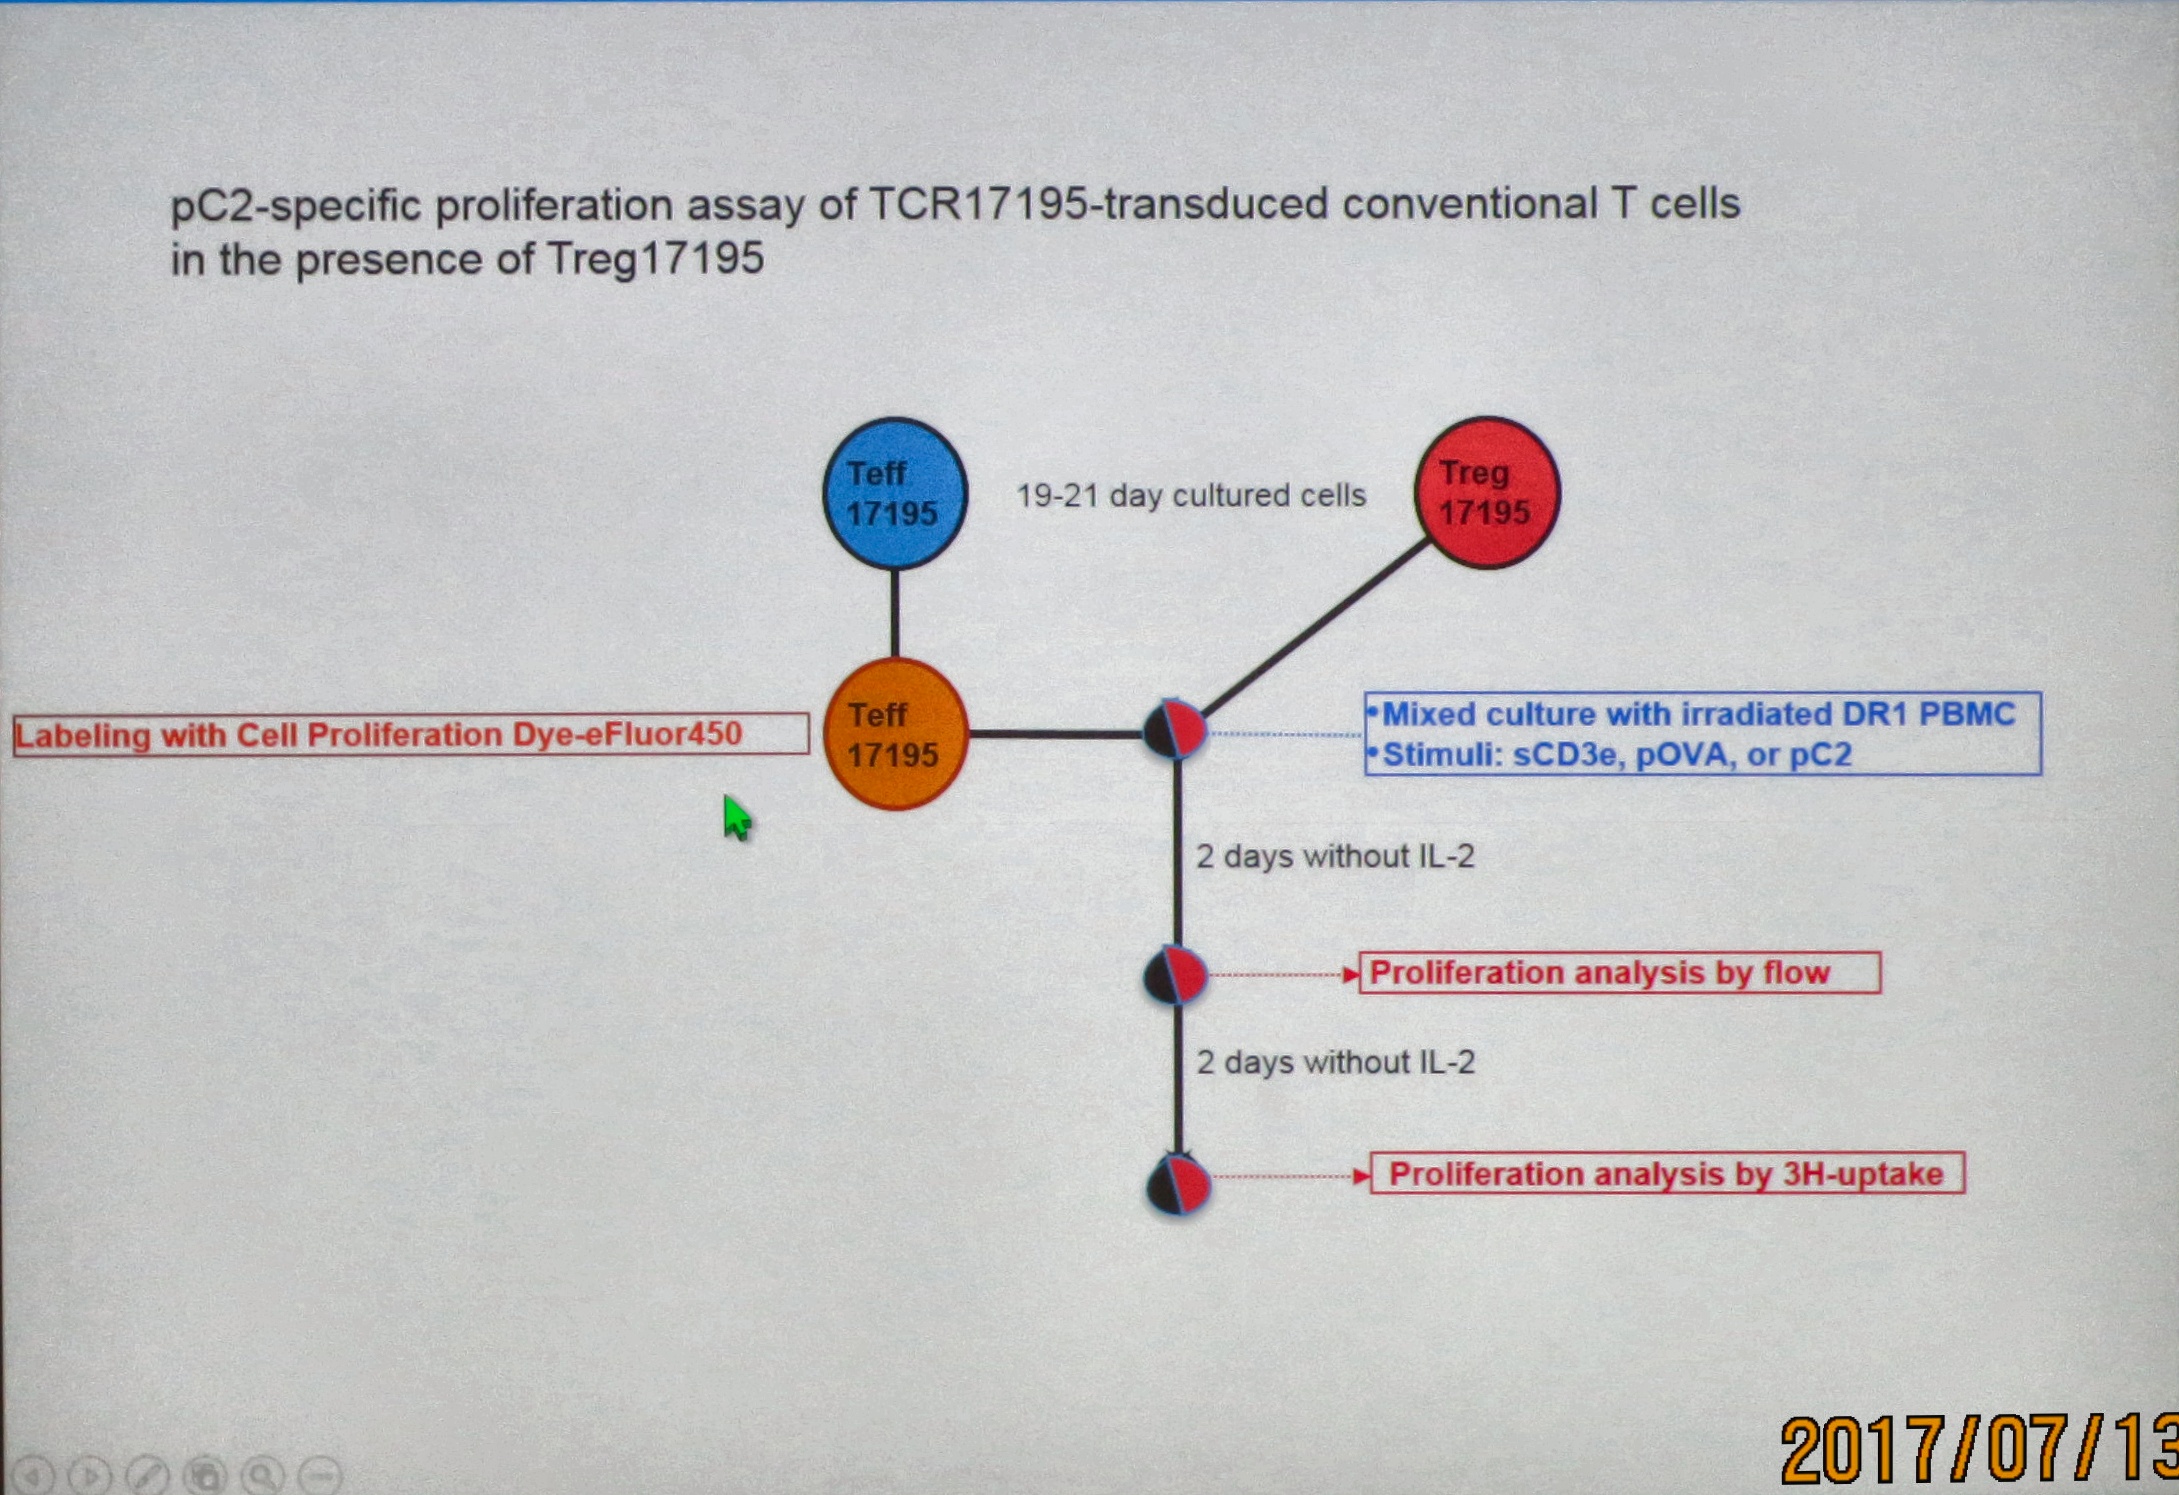 pC2-specific proliferation assay of TCR17195-transduced conventional T cells
in the presence of Treg17195
Teff
17195
19-21 day cultured cells
Treg
17195
Labeling with Cell Proliferation Dye-eFluor450
Teff
17195
•Mixed culture with irradiated DR1 PBMC
•Stimuli: sCD3e, pOVA, or pC2
2 days without IL-2
Proliferation analysis by flow
2 days without IL-2
Proliferation analysis by 3H-uptake
2017/07/13